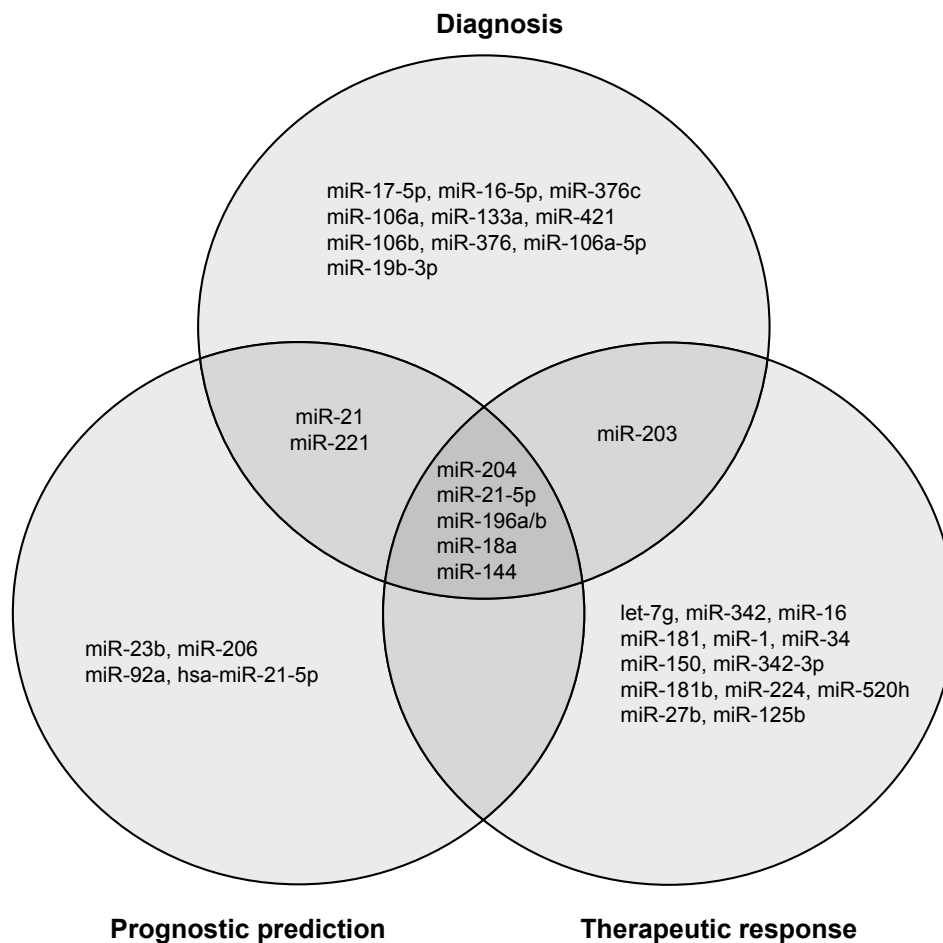 Diagnosis
miR-17-5p, miR-16-5p, miR-376c
miR-106a, miR-133a, miR-421
miR-106b, miR-376, miR-106a-5p
miR-19b-3p
miR-21
miR-221
miR-203
miR-204
miR-21-5p
miR-196a/b
miR-18a
miR-144
miR-23b, miR-206
miR-92a, hsa-miR-21-5p
let-7g, miR-342, miR-16
miR-181, miR-1, miR-34
miR-150, miR-342-3p
miR-181b, miR-224, miR-520h
miR-27b, miR-125b
Prognostic prediction
Therapeutic response